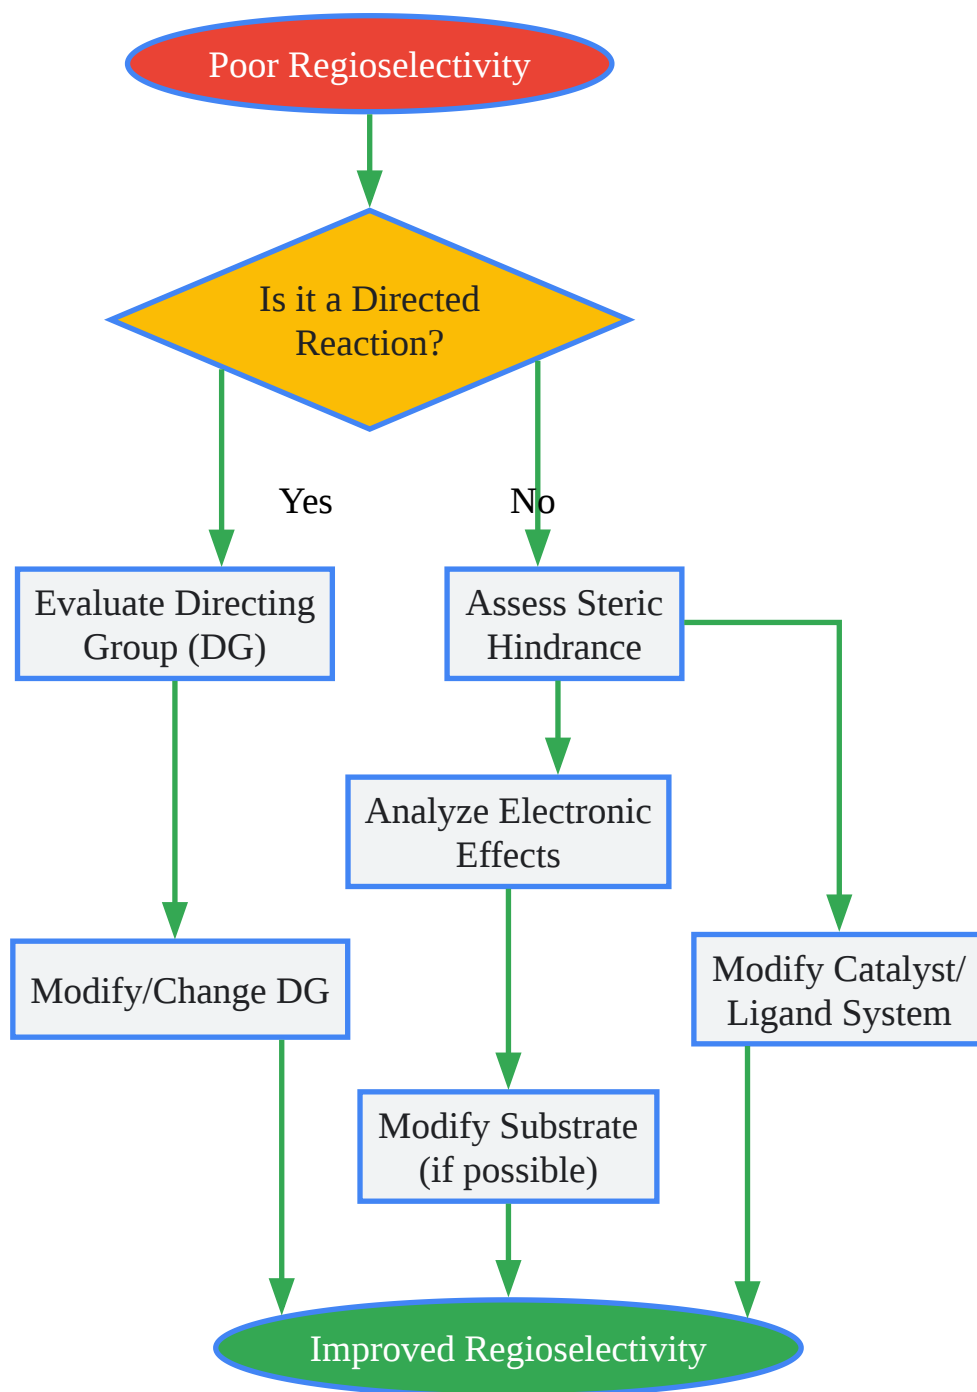 Poor Regioselectivity
Is it a Directed
Reaction?
Yes
No
Evaluate Directing
Group (DG)
Assess Steric
Hindrance
Analyze Electronic
Effects
Modify/Change DG
Modify Catalyst/
Ligand System
Modify Substrate
(if possible)
Improved Regioselectivity